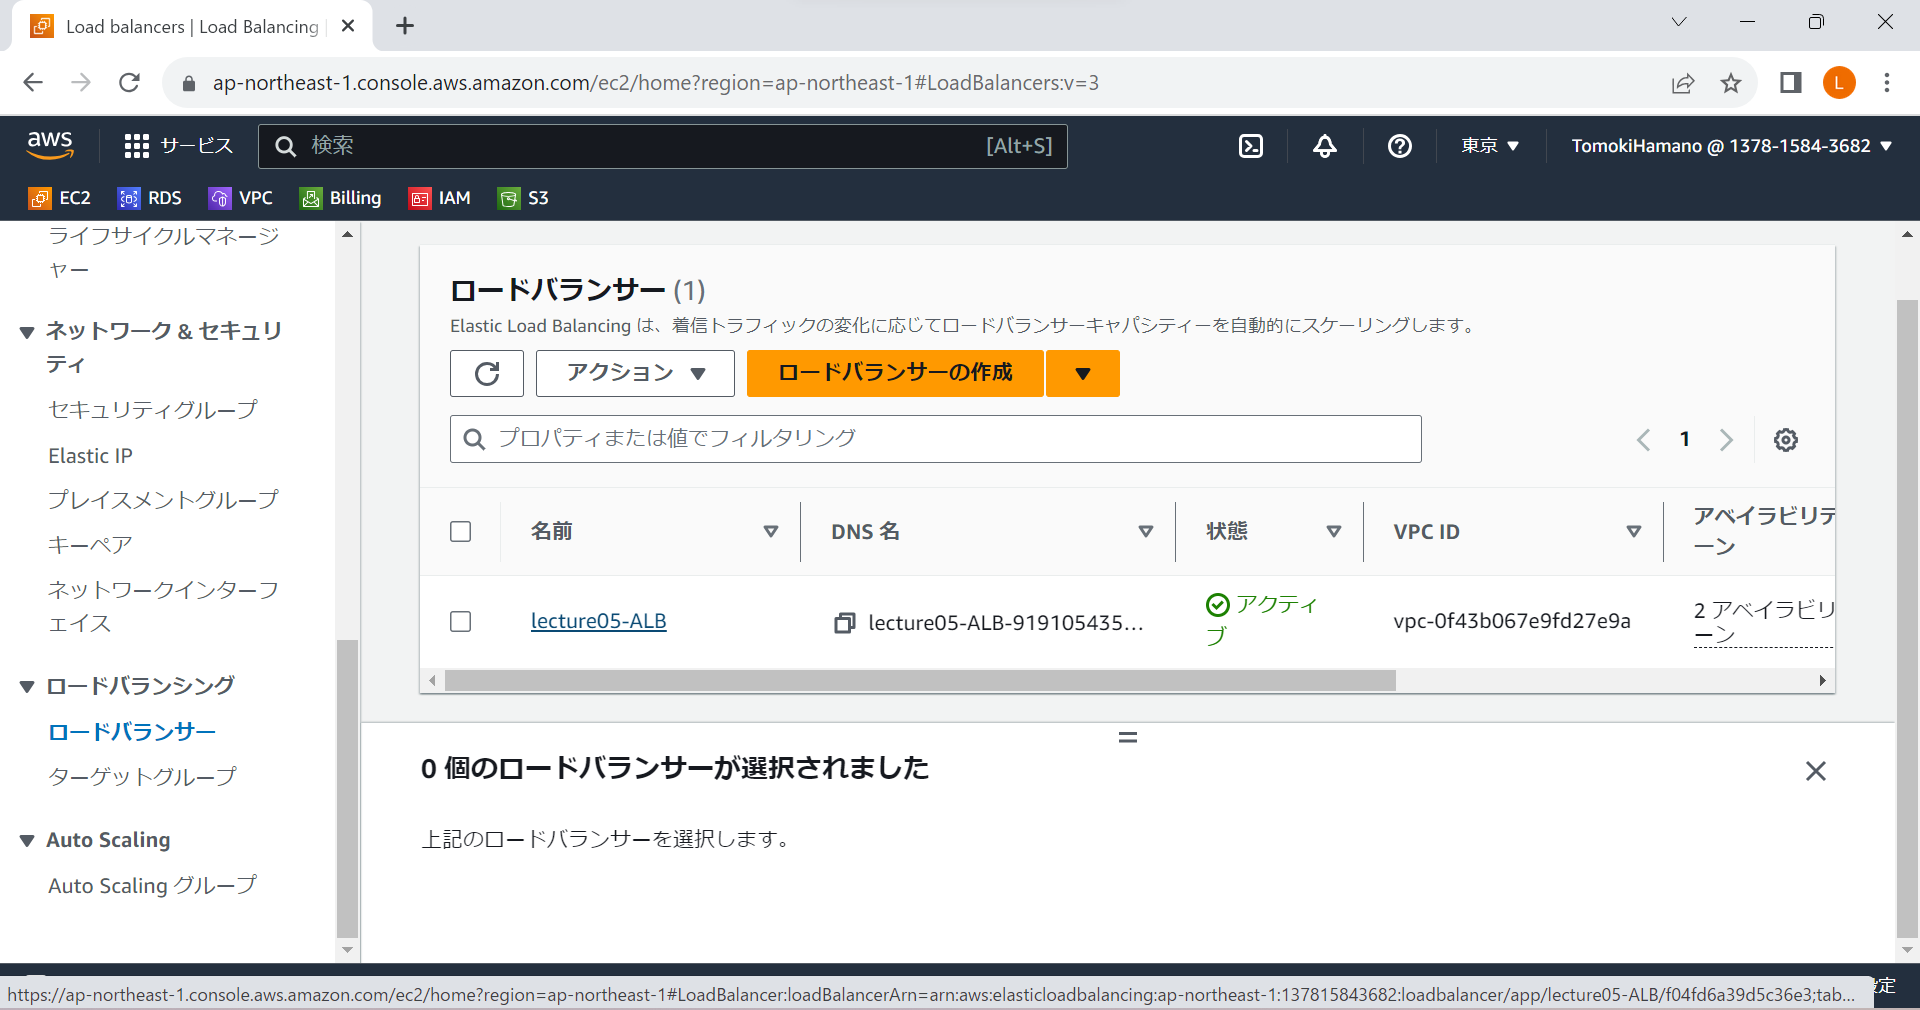 Load balancers | Load Balancing
ap-northeast-1.console.aws.amazon.com/ec2/home?region=ap-northeast-1#LoadBalancers:v=3
L
aws
サービス
検索
[Alt+S]
東京
TomokiHamano @ 1378-1584-3682
EC2
RDS
VPC
Billing
IAM
S3
ライフサイクルマネージ
ャー
ネットワーク & セキュリ
ティ
セキュリティグループ
Elastic IP
プレイスメントグループ
キーペア
ネットワークインターフ
ェイス
ロードバランシング
ロードバランサー
ターゲットグループ
Auto Scaling
Auto Scaling グループ
ロードバランサー (1)
Elastic Load Balancing は、着信トラフィックの変化に応じてロードバランサーキャパシティーを自動的にスケーリングします。
アクション
ロードバランサーの作成
プロパティまたは値でフィルタリング
1
名前
DNS 名
状態
VPC ID
アベイラビリテ
ーン
lecture05-ALB
lecture05-ALB-919105435...
アクティ
ブ
vpc-0f43b067e9fd27e9a
2 アベイラビリ
ーン
0 個のロードバランサーが選択されました
上記のロードバランサーを選択します。
https://ap-northeast-1.console.aws.amazon.com/ec2/home?region=ap-northeast-1#LoadBalancer:loadBalancerArn=arn:aws:elasticloadbalancing:ap-northeast-1:137815843682:loadbalancer/app/lecture05-ALB/f04fd6a39d5c36e3;tab...
定